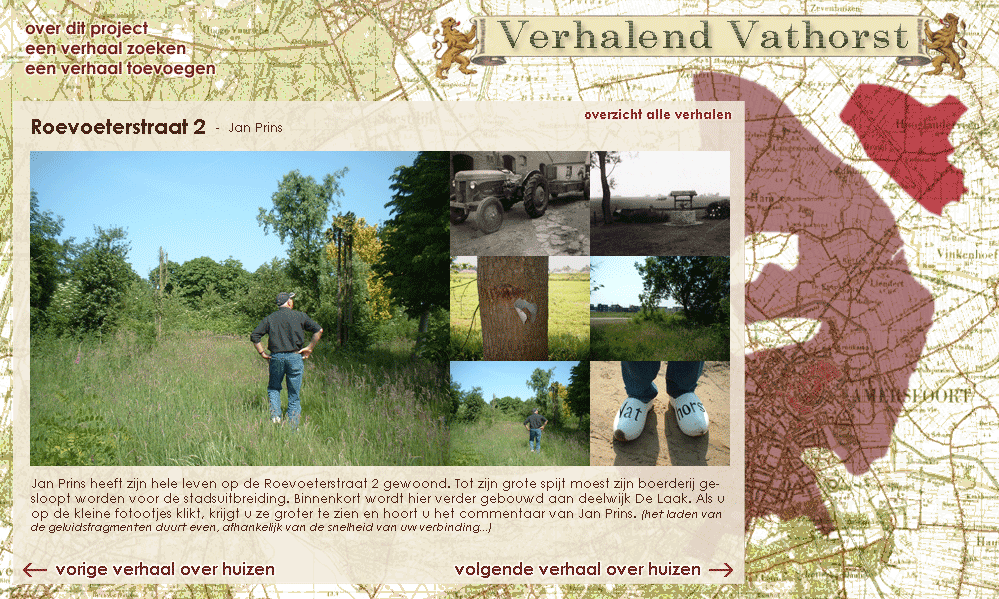 over dit project
een verhaal zoeken
een verhaal toevoegen
Verhalend Vathorst
overzicht alle verhalen
Roevoeterstraat 2 - Jan Prins
Vat horst
Jan Prins heeft zijn hele leven op de Roevoeterstraat 2 gewoond. Tot zijn grote spijt moest zijn boerderij ge-
sloopt worden voor de stadsuitbreiding. Binnenkort wordt hier verder gebouwd aan deelwijk De Laak. Als u
op de kleine fotootjes klikt, krijgt u ze groter te zien en hoort u het commentaar van Jan Prins. (het laden van
de geluidsfragmenten duurt even, afhankelijk van de snelheid van uw verbinding...)
← vorige verhaal over huizen
volgende verhaal over huizen →
Vinkenhoef
AMERSFOORT